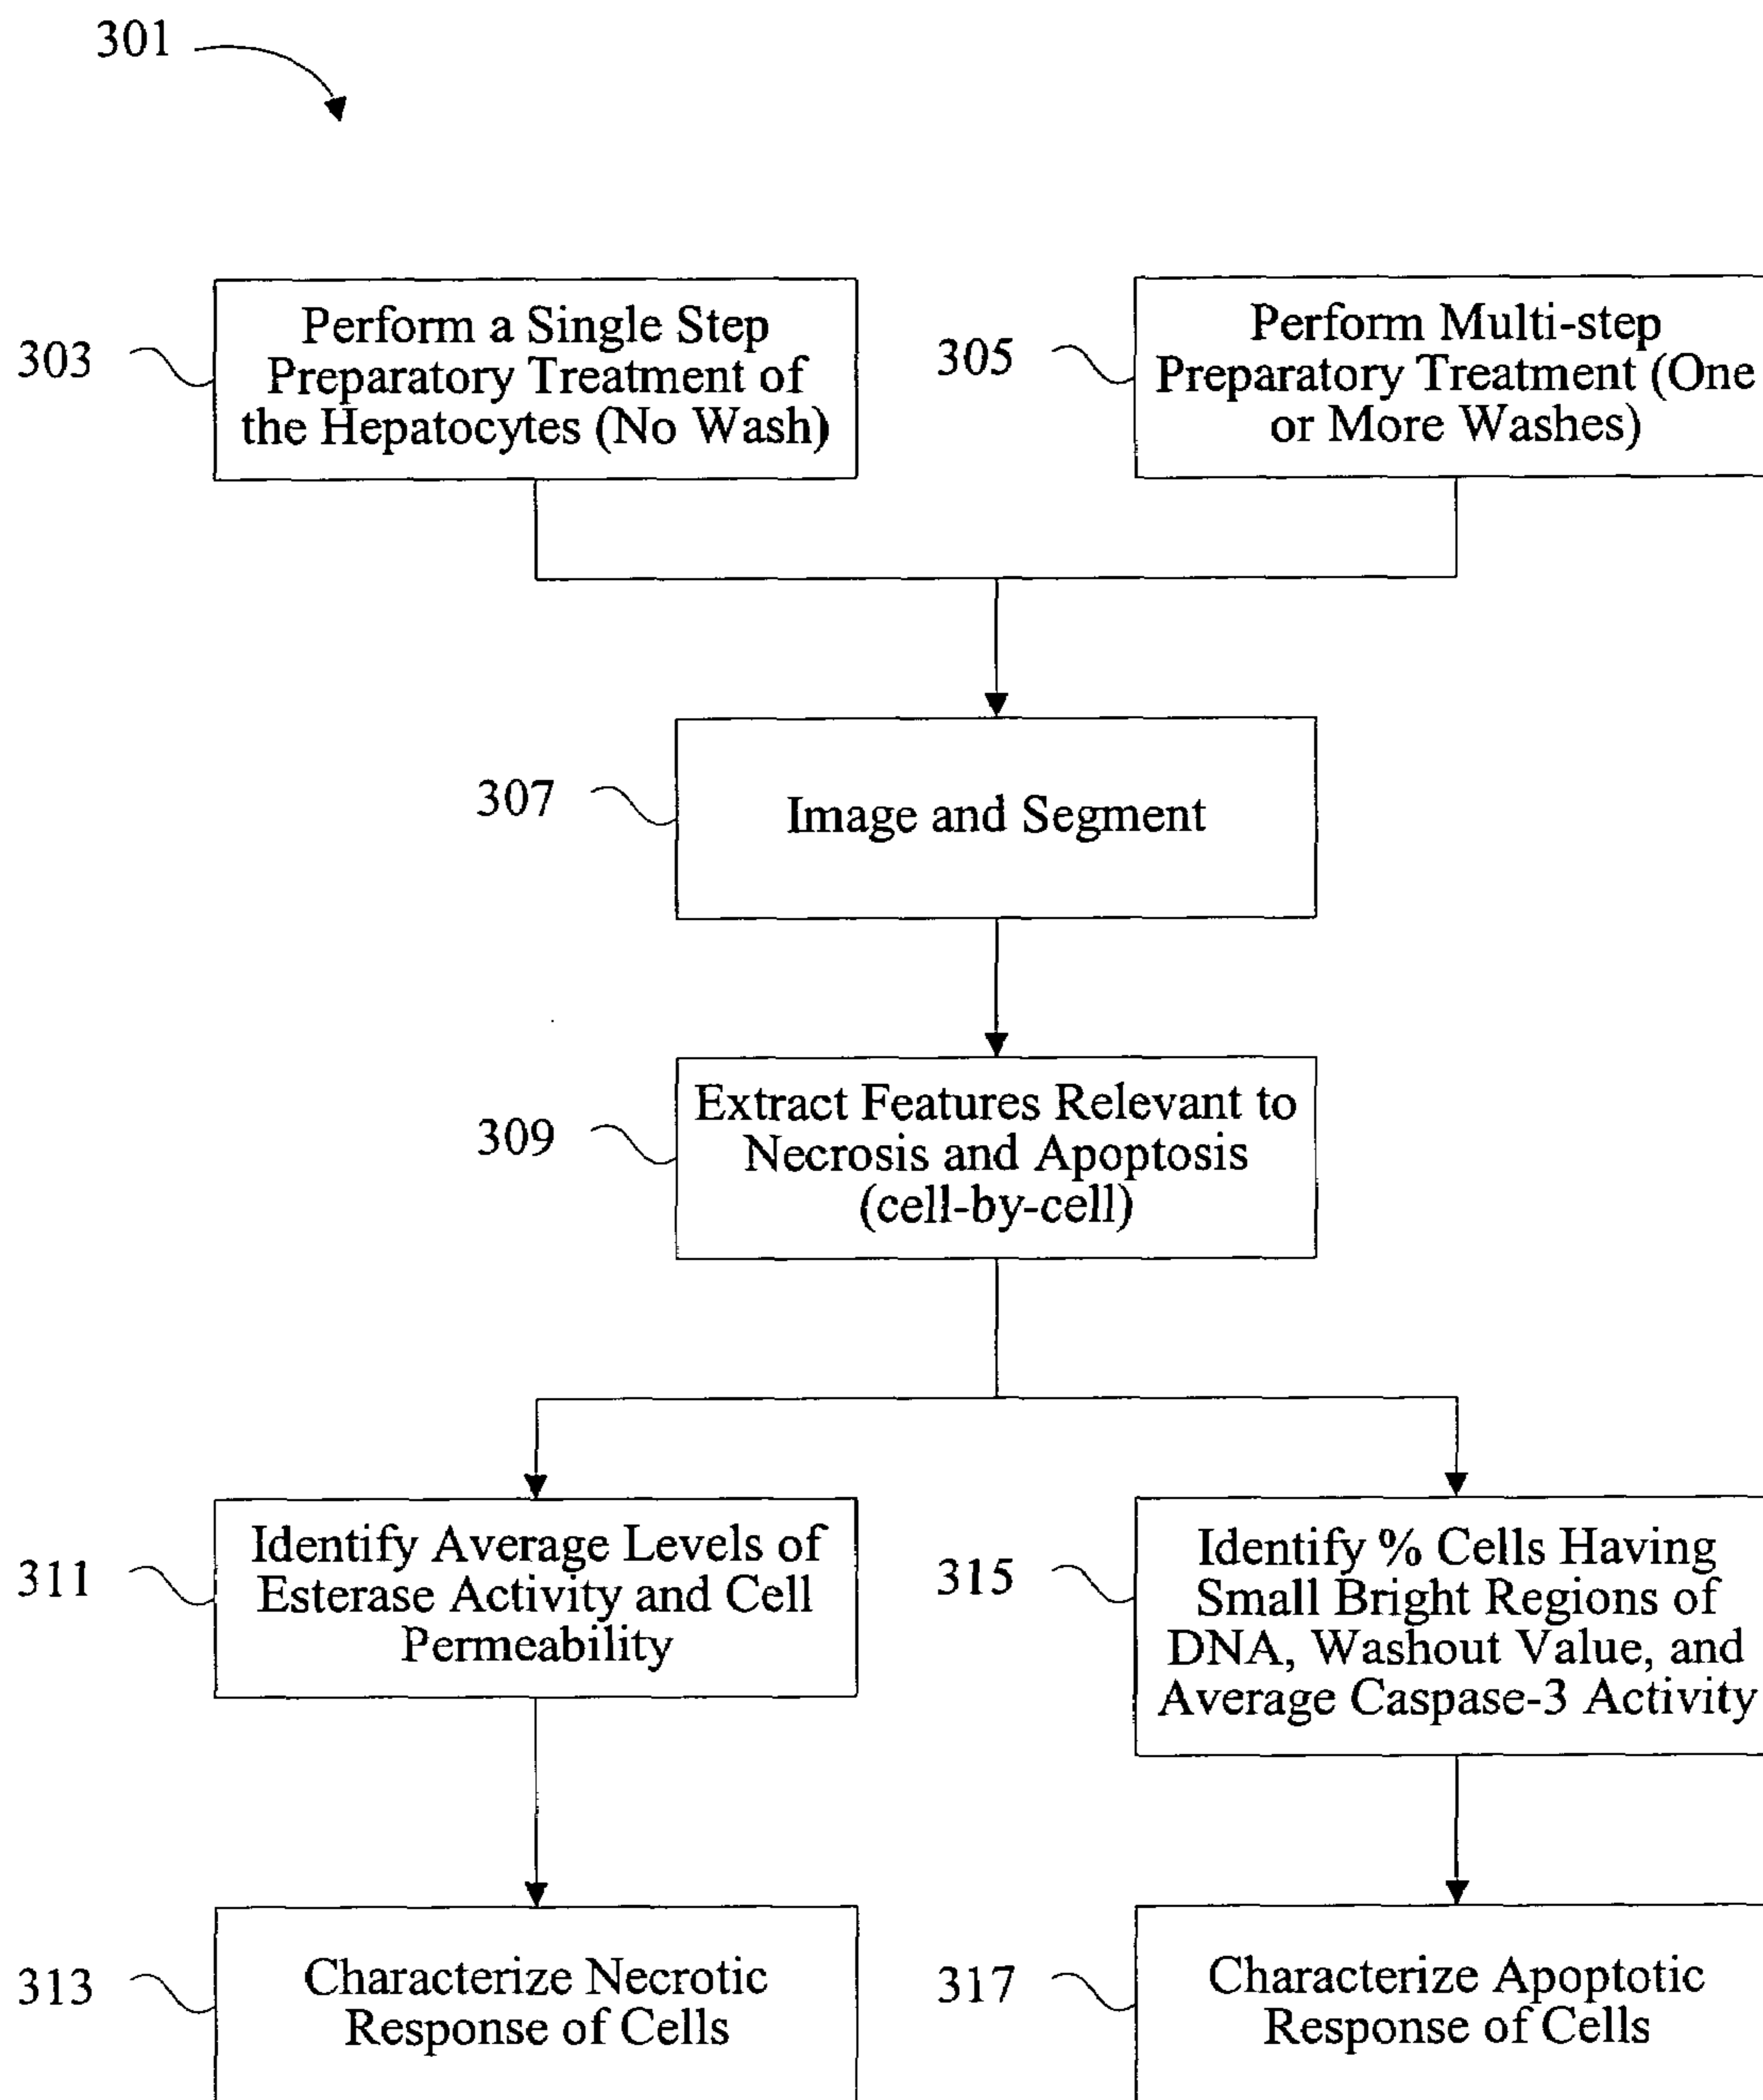 301
303
Perform a Single Step
Preparatory Treatment of
the Hepatocytes (No Wash)
305
Perform Multi-step
Preparatory Treatment (One
or More Washes)
307
Image and Segment
309
Extract Features Relevant to
Necrosis and Apoptosis
(cell-by-cell)
311
Identify Average Levels of
Esterase Activity and Cell
Permeability
315
Identify % Cells Having
Small Bright Regions of
DNA, Washout Value, and
Average Caspase-3 Activity
313
Characterize Necrotic
Response of Cells
317
Characterize Apoptotic
Response of Cells